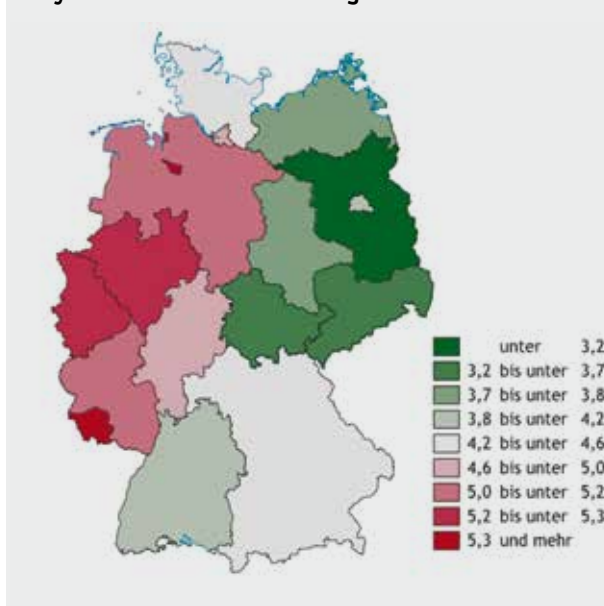 unter 3,2
3,2 bis unter 3,7
3,7 bis unter 3,8
3,8 bis unter 4,2
4,2 bis unter 4,6
4,6 bis unter 5,0
5,0 bis unter 5,2
5,2 bis unter 5,3
5,3 und mehr